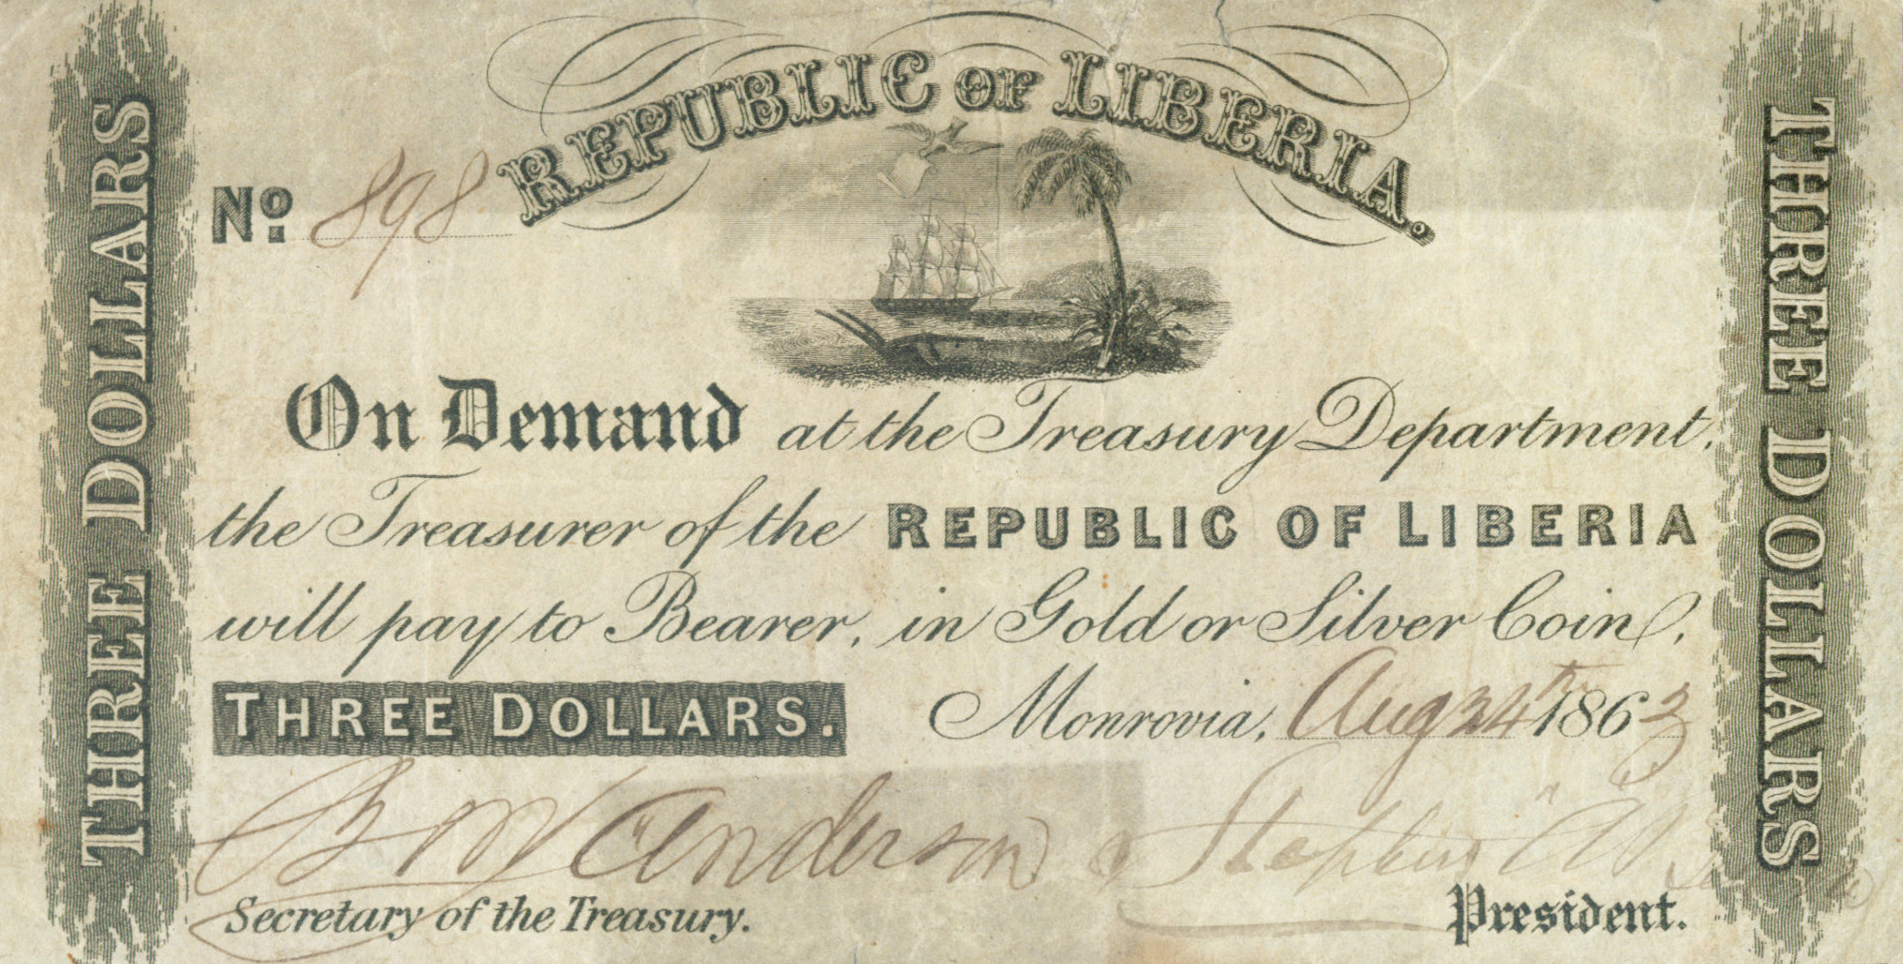 REPUBLIC OF LIBERIA.
No. 898
On Demand at the Treasury Department,
the Treasurer of the REPUBLIC OF LIBERIA
will pay to Bearer, in Gold or Silver Coin,
THREE DOLLARS.
Monrovia, Aug 24th 1863
Anderson
Stephen A
Secretary of the Treasury.
President.
THREE DOLLARS
THREE DOLLARS